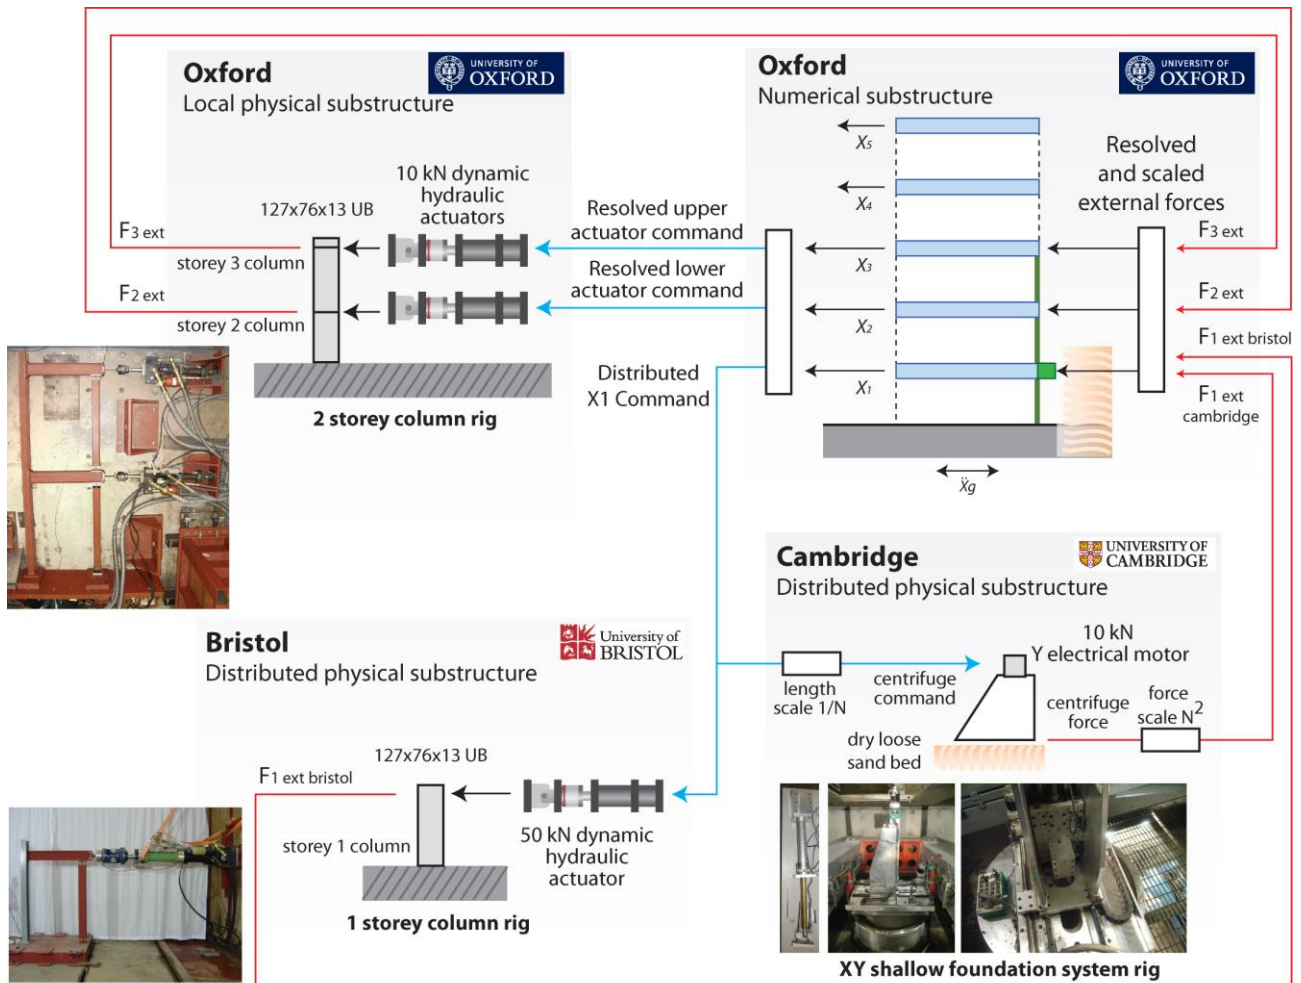 Oxford
Local physical substructure
UNIVERSITY OF
OXFORD
10 kN dynamic
hydraulic
actuators
127x76x13 UB
F3 ext
storey 3 column
F2 ext
storey 2 column
2 storey column rig
Resolved upper
actuator command
Resolved lower
actuator command
Distributed
X1 Command
Oxford
Numerical substructure
UNIVERSITY OF
OXFORD
X5
X4
X3
X2
X1
Ẍg
Resolved
and scaled
external forces
F3 ext
F2 ext
F1 ext bristol
F1 ext
cambridge
Bristol
Distributed physical substructure
University of
BRISTOL
127x76x13 UB
F1 ext bristol
storey 1 column
50 kN dynamic
hydraulic
actuator
1 storey column rig
Cambridge
Distributed physical substructure
UNIVERSITY OF
CAMBRIDGE
10 kN
Y electrical motor
length
scale 1/N
centrifuge
command
centrifuge
force
force
scale N²
dry loose
sand bed
XY shallow foundation system rig